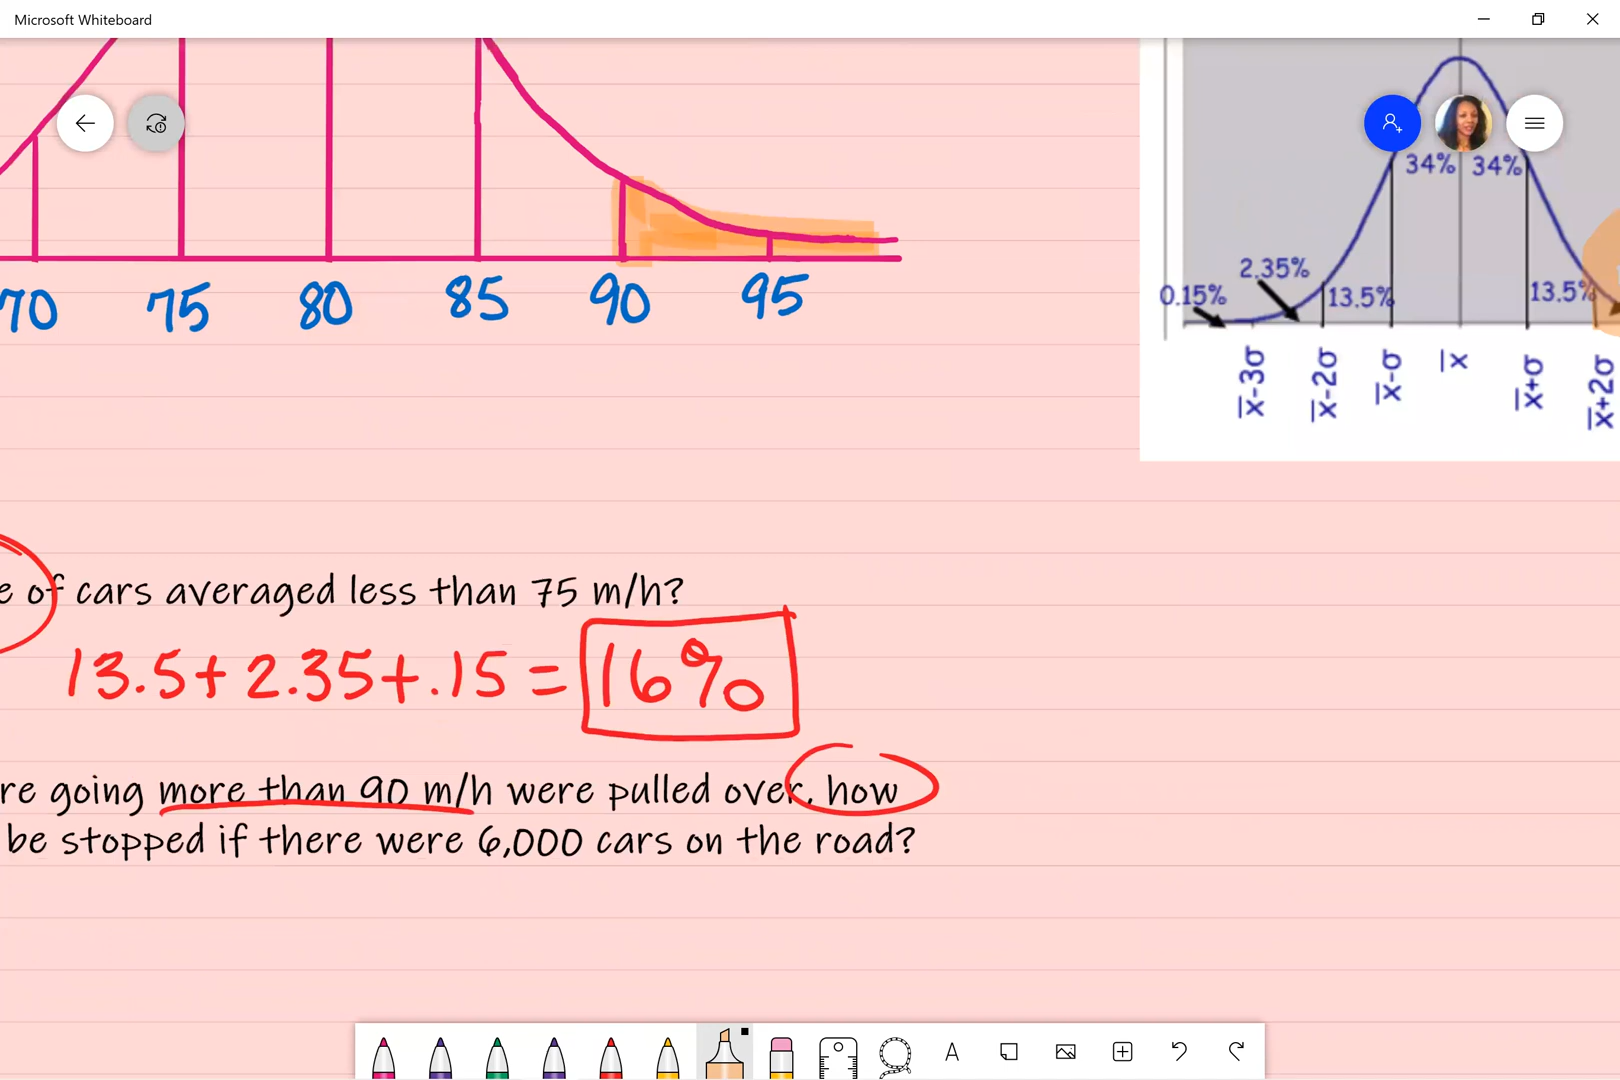 Microsoft Whiteboard
34% 34%
2.35%
0.15% 13.5% 13.5%
70 75 80 85 90 95
x̅-3σ x̅-2σ x̅-σ x̅ x̅+σ x̅+2σ
e of cars averaged less than 75 m/h?
13.5+2.35+.15=16%
re going more than 90 m/h were pulled over, how
be stopped if there were 6,000 cars on the road?
A